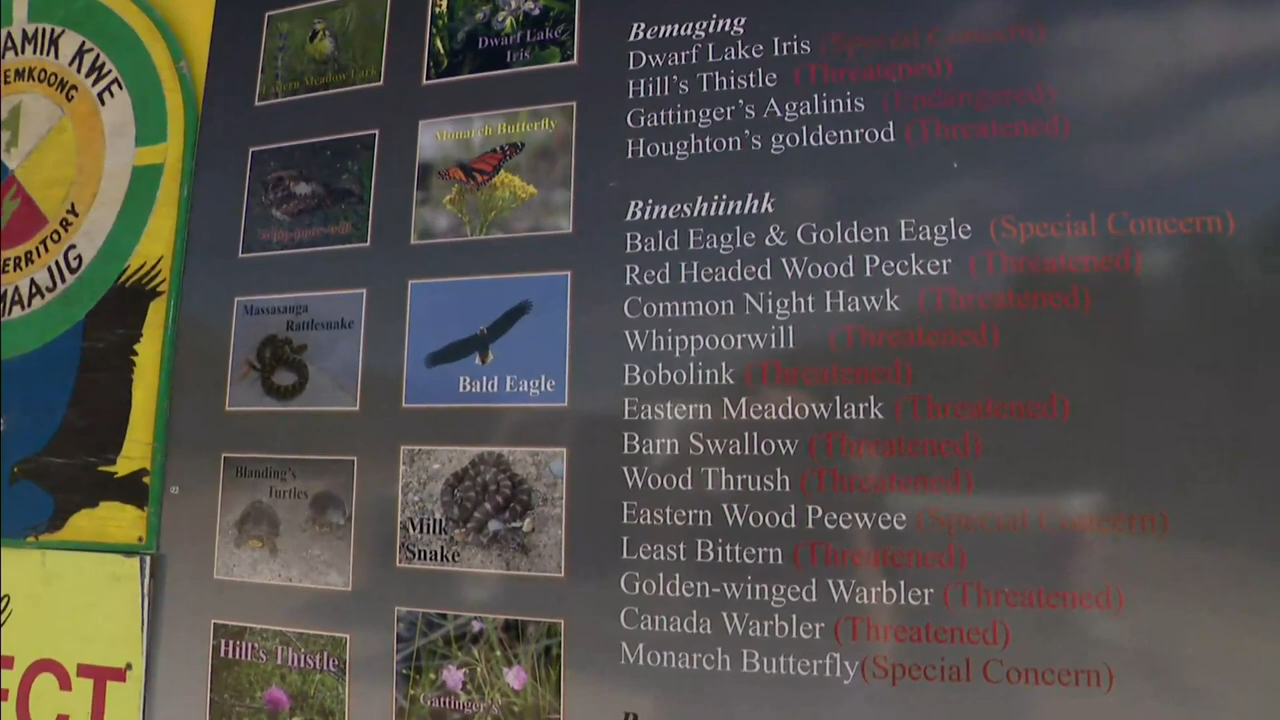 AMIK KWE
EMKOONG
ERRITORY
MAAJIG
ECT
Eastern Meadow Lark
Dwarf Lake
Iris
Monarch Butterfly
Whip-poor-will
Massasauga
Rattlesnake
Bald Eagle
Blanding's
Turtles
Milk
Snake
Hill's Thistle
Gattinger's
Bemaging
Dwarf Lake Iris (Special Concern)
Hill's Thistle (Threatened)
Gattinger's Agalinis (Endangered)
Houghton's goldenrod (Threatened)
Bineshiinhk
Bald Eagle & Golden Eagle (Special Concern)
Red Headed Wood Pecker (Threatened)
Common Night Hawk (Threatened)
Whippoorwill (Threatened)
Bobolink (Threatened)
Eastern Meadowlark (Threatened)
Barn Swallow (Threatened)
Wood Thrush (Threatened)
Eastern Wood Peewee (Special Concern)
Least Bittern (Threatened)
Golden-winged Warbler (Threatened)
Canada Warbler (Threatened)
Monarch Butterfly(Special Concern)